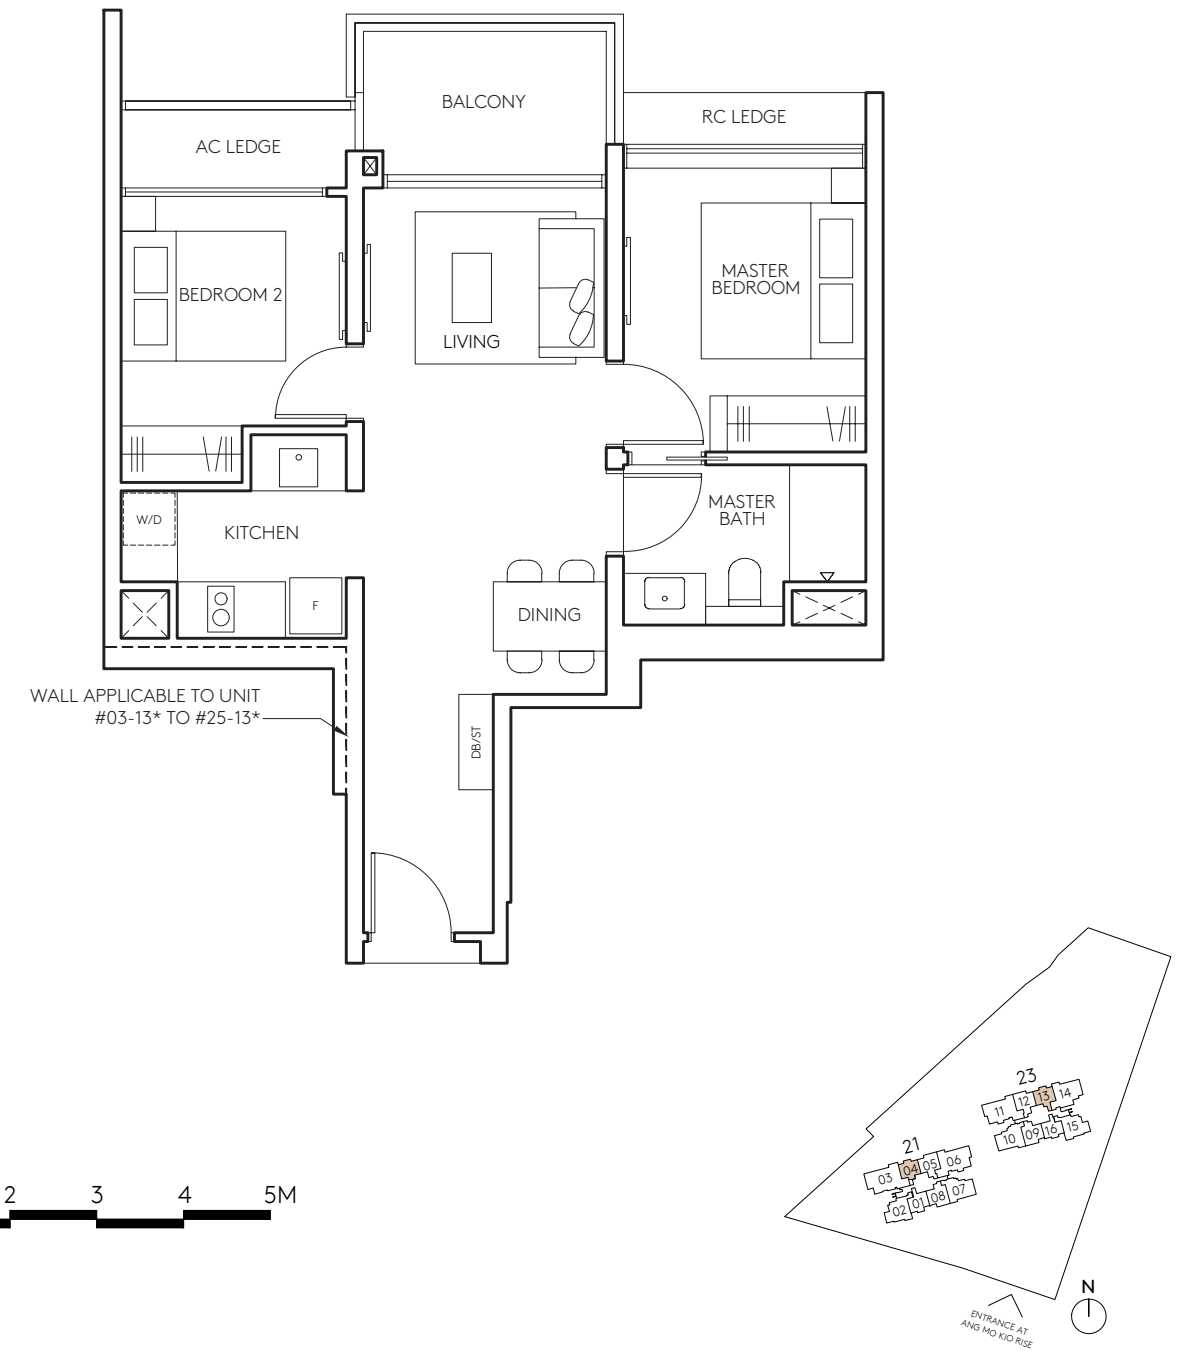 BALCONY
RC LEDGE
AC LEDGE
MASTER
BEDROOM
BEDROOM 2
LIVING
MASTER
BATH
W/D
KITCHEN
F
DINING
WALL APPLICABLE TO UNIT
#03-13* TO #25-13*
DB/ST
23
11
12
13
14
10
09
16
15
21
03
04
05
06
02
01
08
07
2
3
4
5M
N
ENTRANCE AT
ANG MO KIO RISE